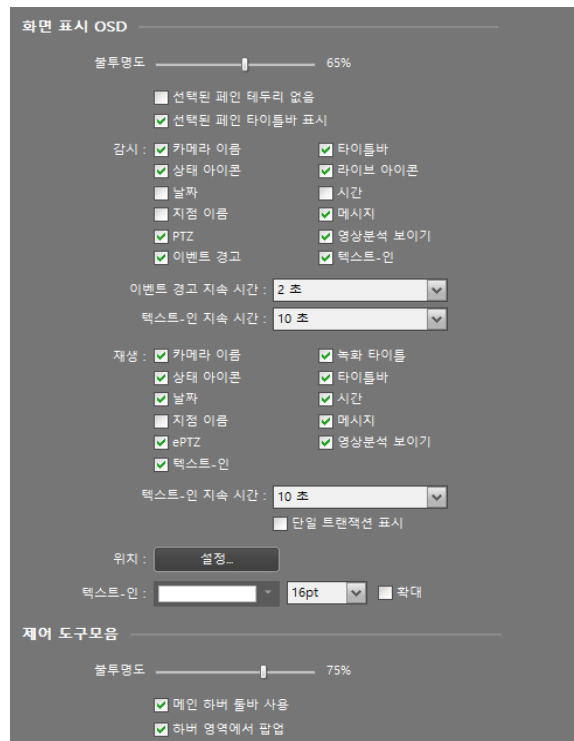 화면 표시 OSD
불투명도 65%
선택된 페인 테두리 없음
선택된 페인 타이틀바 표시
감시 : 카메라 이름 타이틀바
상태 아이콘 라이브 아이콘
날짜 시간
지점 이름 메시지
PTZ 영상분석 보이기
이벤트 경고 텍스트-인
이벤트 경고 지속 시간 : 2 초
텍스트-인 지속 시간 : 10 초
재생 : 카메라 이름 녹화 타이틀
상태 아이콘 타이틀바
날짜 시간
지점 이름 메시지
ePTZ 영상분석 보이기
텍스트-인
텍스트-인 지속 시간 : 10 초
단일 트랜잭션 표시
위치 : 설정...
텍스트-인 : 16pt 확대
제어 도구모음
불투명도 75%
메인 하버 툴바 사용
하버 영역에서 팝업